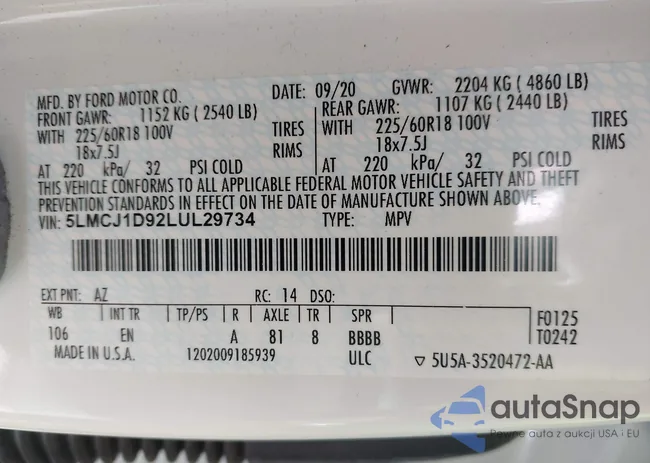 MFD. BY FORD MOTOR CO. DATE: 09/20 GVWR: 2204 KG ( 4860 LB)
FRONT GAWR: 1152 KG ( 2540 LB) REAR GAWR: 1107 KG ( 2440 LB)
WITH 225/60R18 100V TIRES WITH 225/60R18 100V TIRES
18x7.5J RIMS 18x7.5J RIMS
AT 220 kPa/ 32 PSI COLD AT 220 kPa/ 32 PSI COLD
THIS VEHICLE CONFORMS TO ALL APPLICABLE FEDERAL MOTOR VEHICLE SAFETY AND THEFT
PREVENTION STANDARDS IN EFFECT ON THE DATE OF MANUFACTURE SHOWN ABOVE.
VIN: 5LMCJ1D92LUL29734 TYPE: MPV
EXT PNT: AZ RC: 14 DSO:
WB INT TR TP/PS R AXLE TR SPR F0125
106 EN A 81 8 BBBB T0242
MADE IN U.S.A. 1202009185939 ULC ▽ 5U5A-3520472-AA
autaSnap
Pewne auta z aukcji USA i EU